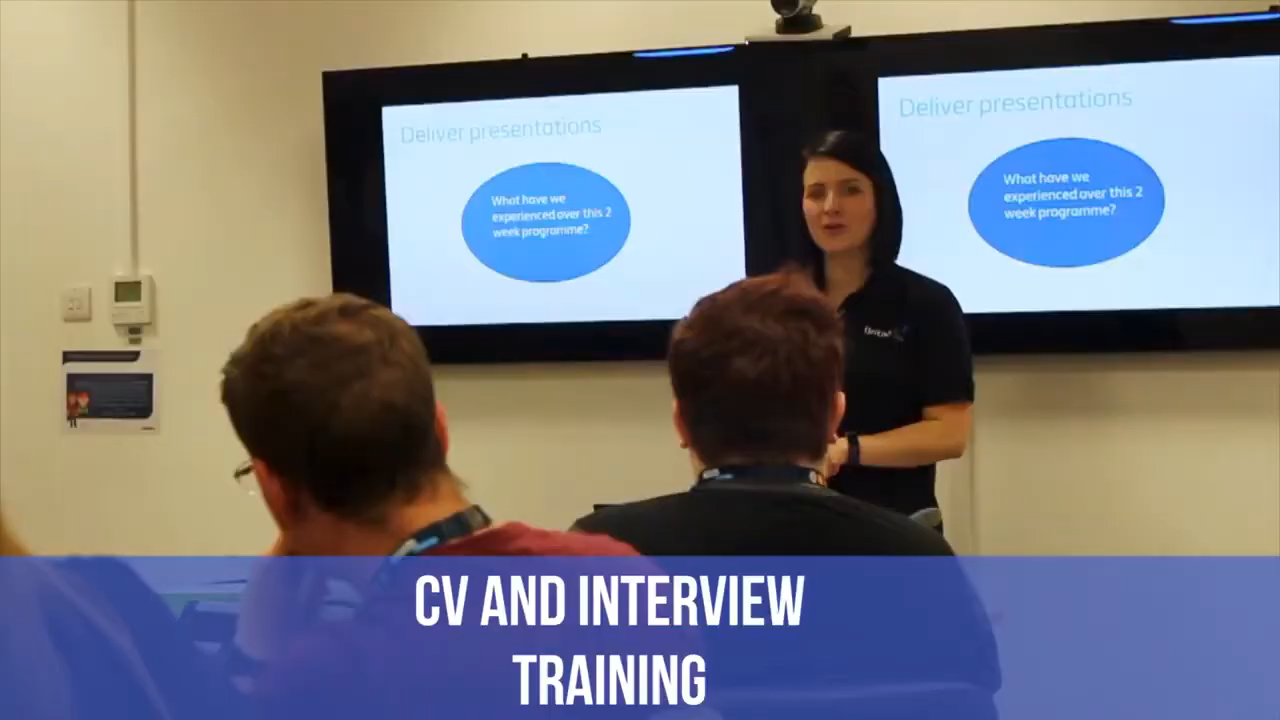 Deliver presentations
What have we
experienced over this 2
week programme?
Deliver presentations
What have we
experienced over this 2
week programme?
CV AND INTERVIEW
TRAINING